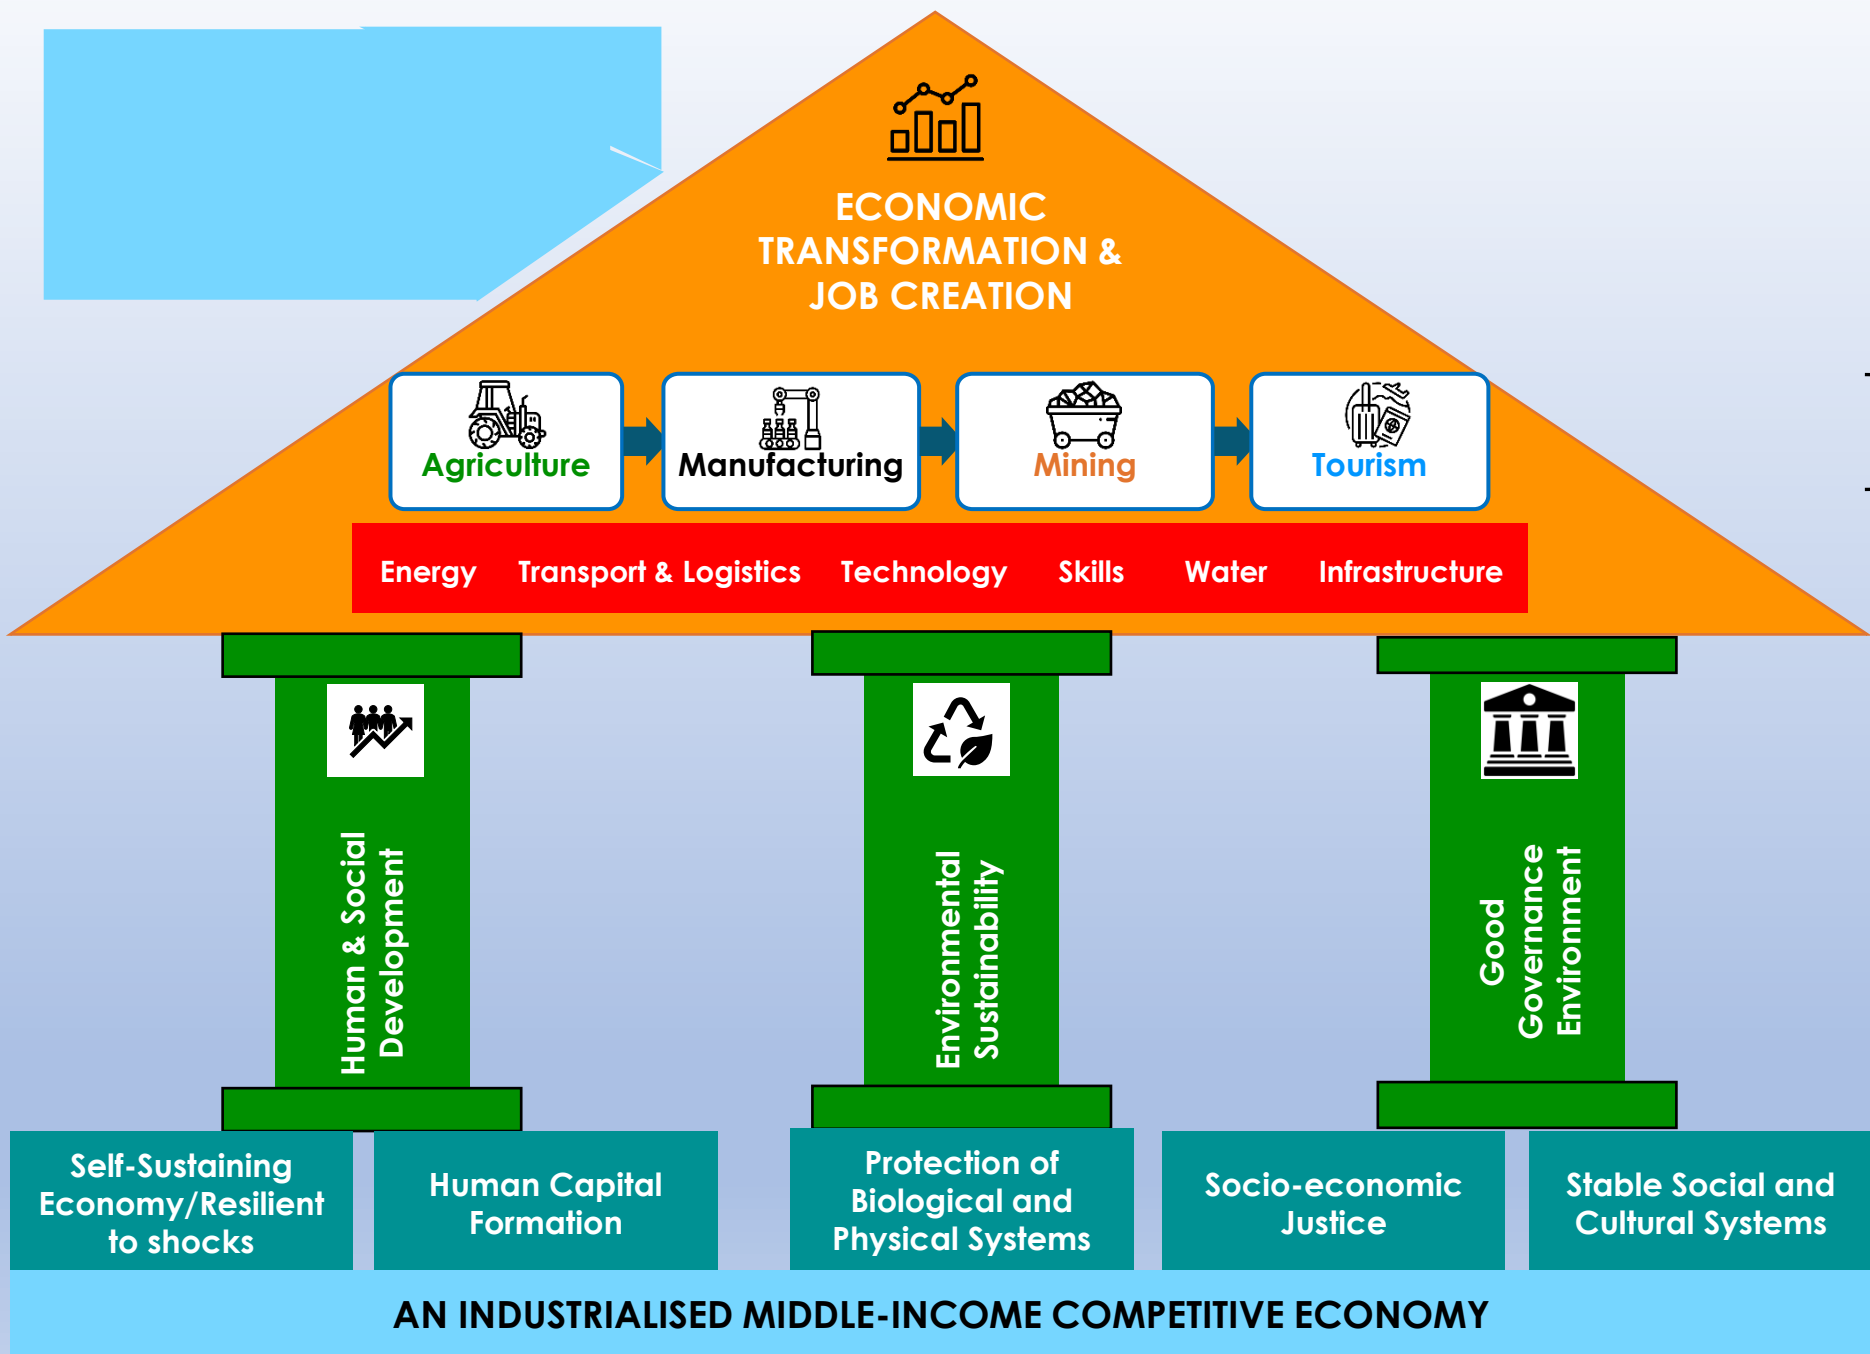 ECONOMIC
TRANSFORMATION &
JOB CREATION
Agriculture
Manufacturing
Mining
Tourism
Energy Transport & Logistics Technology Skills Water Infrastructure
Human & Social
Development
Environmental
Sustainability
Good
Governance
Environment
Self-Sustaining
Economy/Resilient
to shocks
Human Capital
Formation
Protection of
Biological and
Physical Systems
Socio-economic
Justice
Stable Social and
Cultural Systems
AN INDUSTRIALISED MIDDLE-INCOME COMPETITIVE ECONOMY